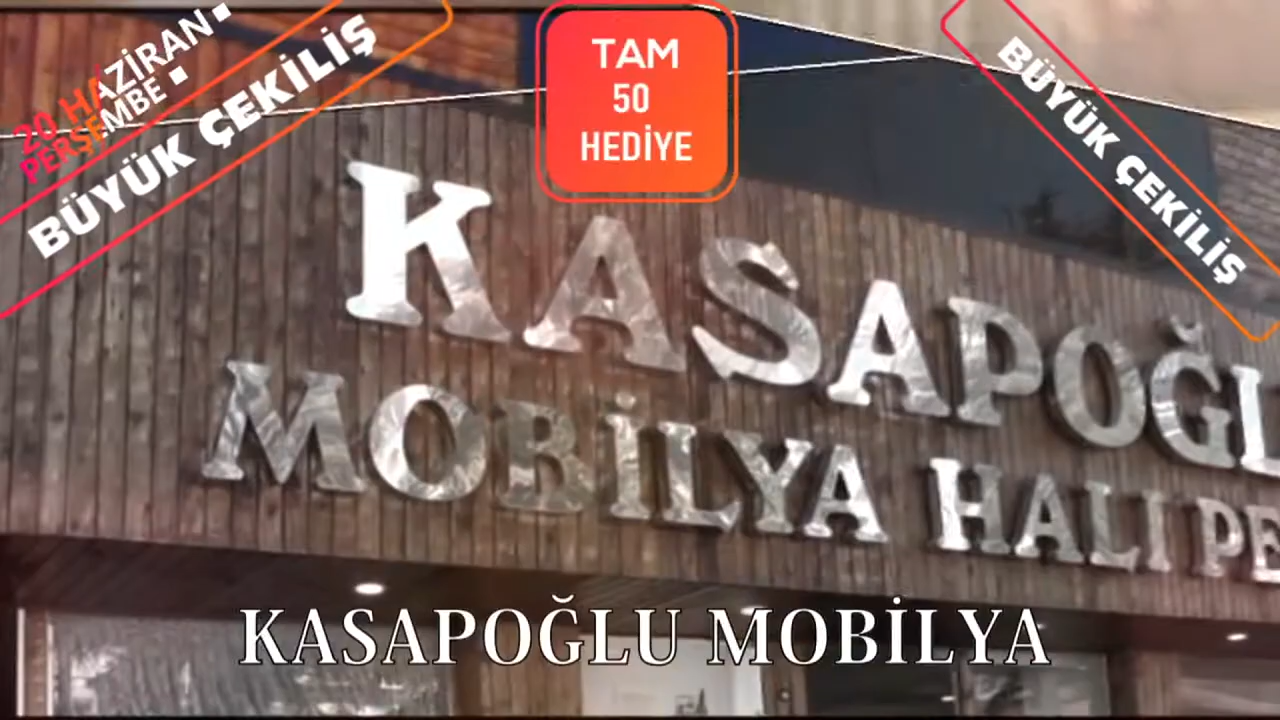 20 HAZİRAN
PERŞEMBE
BÜYÜK ÇEKİLİŞ
TAM
50
HEDİYE
BÜYÜK ÇEKİLİŞ
KASAPOĞL
MOBİLYA HALI PE
KASAPOĞLU MOBİLYA